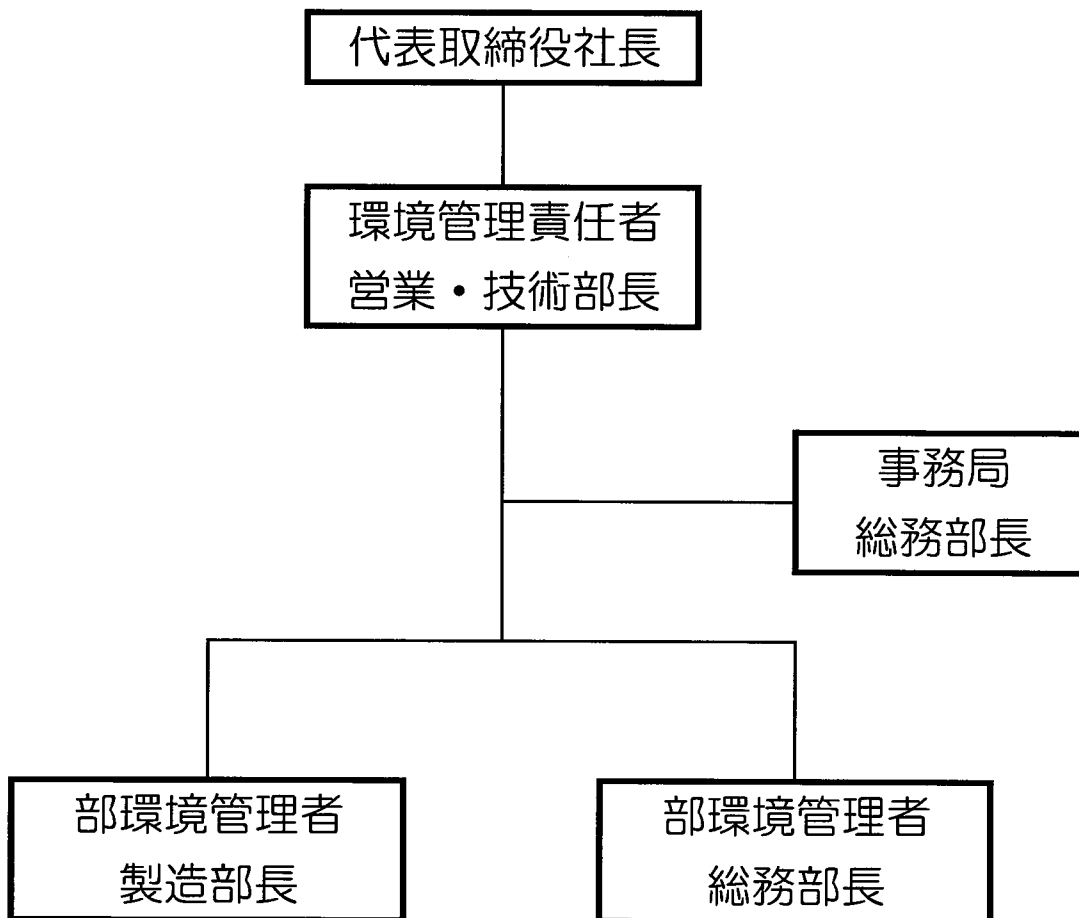 代表取締役社長
環境管理責任者
営業・技術部長
事務局
総務部長
部環境管理者
製造部長
部環境管理者
総務部長